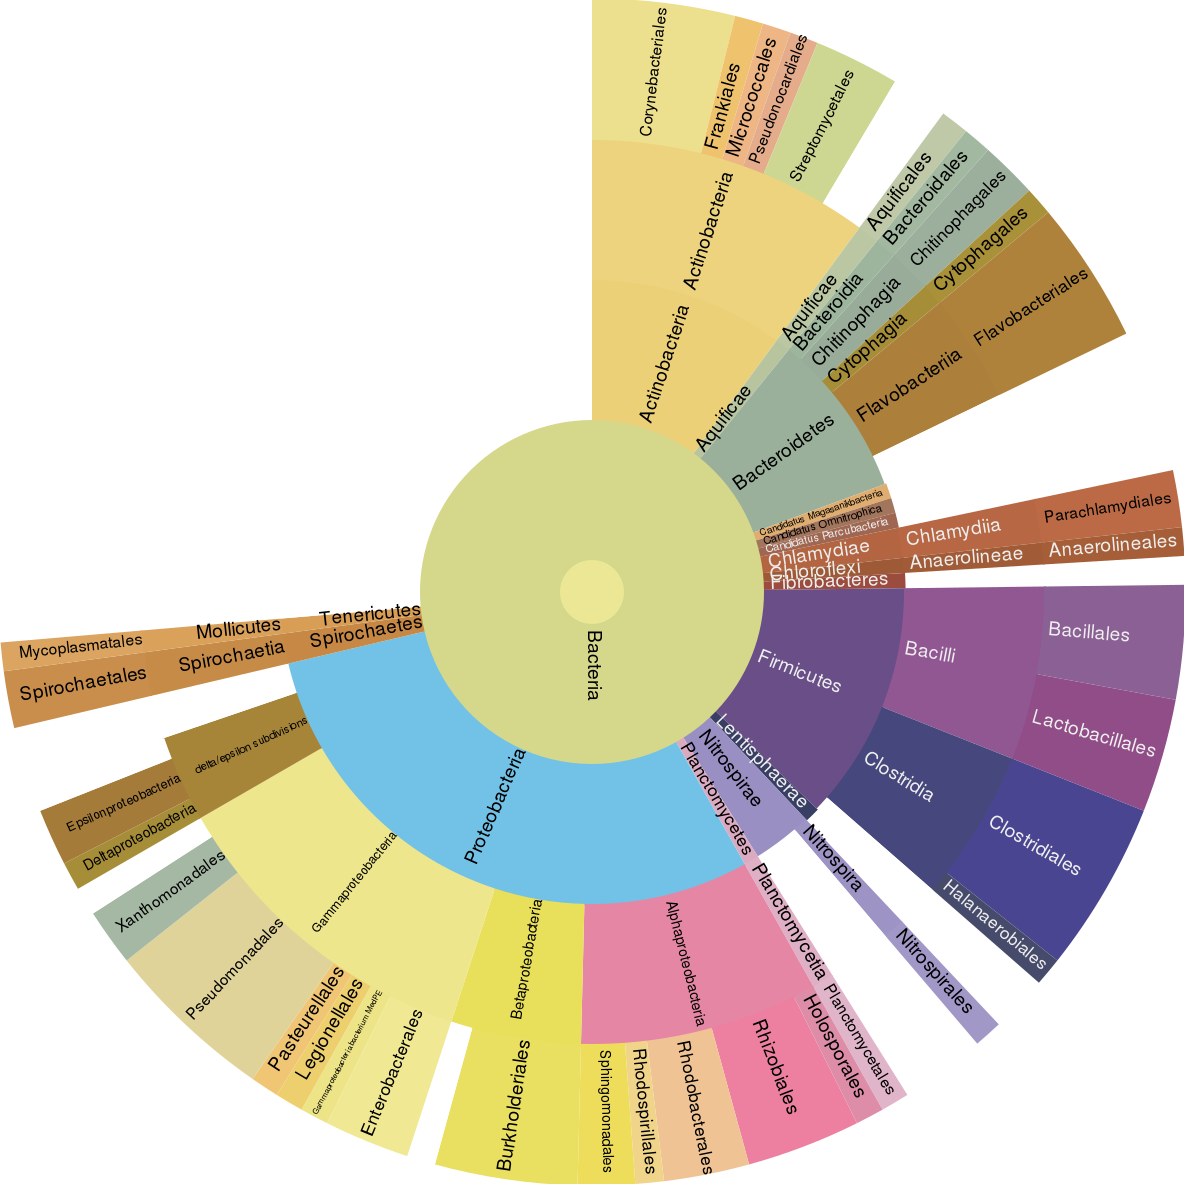 Bacteria
Actinobacteria
Actinobacteria
Corynebacteriales
Frankiales
Micrococcales
Pseudonocardiales
Streptomycetales
Aquificae
Aquificae
Aquificales
Bacteroidetes
Bacteroidia
Bacteroidales
Chitinophagia
Chitinophagales
Cytophagia
Cytophagales
Flavobacteriia
Flavobacteriales
Candidatus Magasanikbacteria
Candidatus Omnitrophica
Candidatus Parcubacteria
Chlamydiae
Chlamydiia
Parachlamydiales
Chloroflexi
Anaerolineae
Anaerolineales
Fibrobacteres
Firmicutes
Bacilli
Bacillales
Lactobacillales
Clostridia
Clostridiales
Halanaerobiales
Lentisphaerae
Nitrospirae
Nitrospira
Nitrospirales
Planctomycetes
Planctomycetia
Planctomycetales
Proteobacteria
Alphaproteobacteria
Holosporales
Rhizobiales
Rhodobacterales
Rhodospirillales
Sphingomonadales
Betaproteobacteria
Burkholderiales
Gammaproteobacteria
Enterobacterales
Gammaproteobacteria bacterium MedPE
Legionellales
Pasteurellales
Pseudomonadales
Xanthomonadales
delta/epsilon subdivisions
Deltaproteobacteria
Epsilonproteobacteria
Spirochaetes
Spirochaetia
Spirochaetales
Tenericutes
Mollicutes
Mycoplasmatales